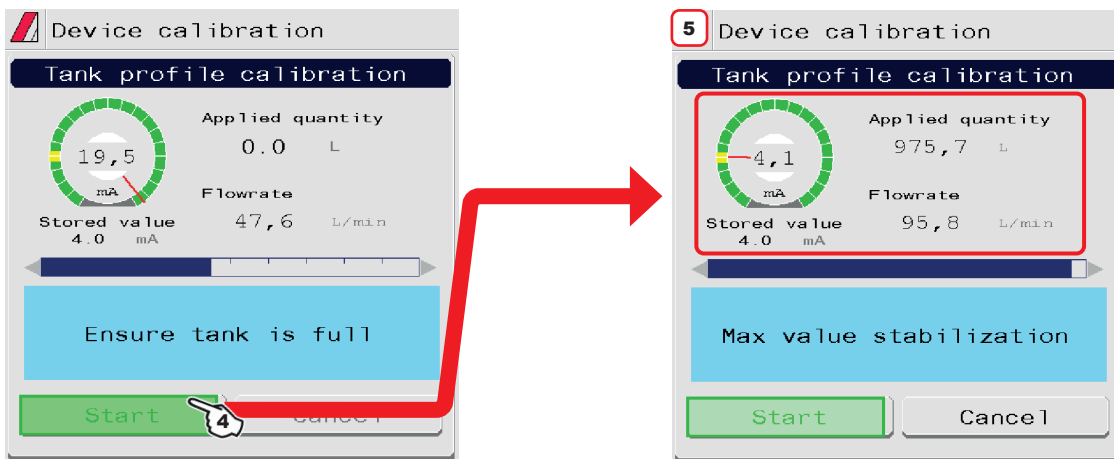 Device calibration
Tank profile calibration
Applied quantity
19,5
0.0 L
mA
Flowrate
Stored value
47,6 L/min
4.0 mA
Ensure tank is full
Start
Cancel
4
5
Device calibration
Tank profile calibration
Applied quantity
4,1
975,7 L
mA
Flowrate
Stored value
95,8 L/min
4.0 mA
Max value stabilization
Start
Cancel